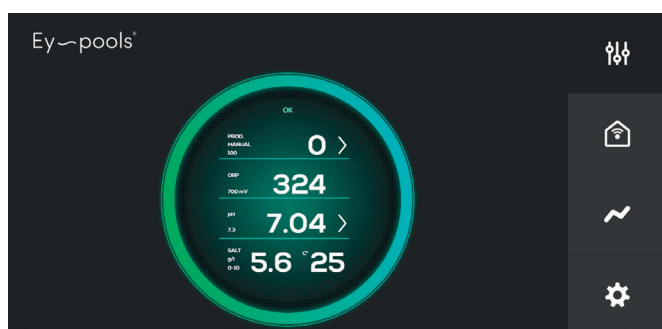 Ey-pools®
OK
PROD.
MANUAL
100
0 >
ORP
700 mV
324
pH
7.3
7.04 >
SALT
g/l
0-10
5.6 C° 25